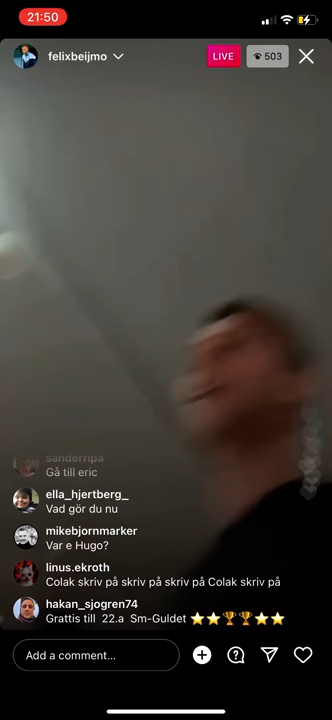 21:50
felixbeijmo
LIVE
503
sanderripa
Gå till eric
ella_hjertberg_
Vad gör du nu
mikebjornmarker
Var e Hugo?
linus.ekroth
Colak skriv på skriv på skriv på Colak skriv på
hakan_sjogren74
Grattis till 22.a Sm-Guldet ⭐⭐🏆🏆⭐⭐
Add a comment...